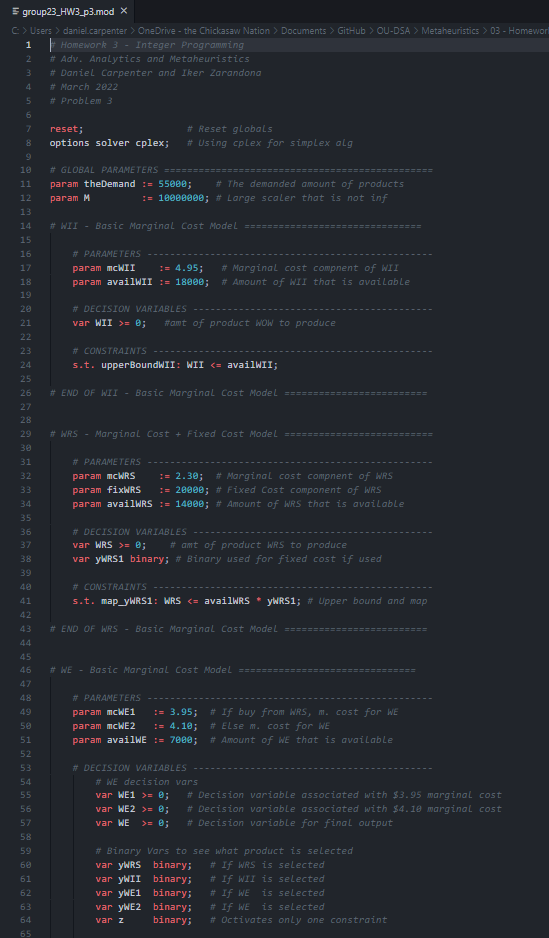 group23_HW3_p3.mod
C: > Users > daniel.carpenter > OneDrive - the Chickasaw Nation > Documents > GitHub > OU-DSA > Metaheuristics > 03 - Homewor
1 # Homework 3 - Integer Programming
2 # Adv. Analytics and Metaheuristics
3 # Daniel Carpenter and Iker Zarandona
4 # March 2022
5 # Problem 3
6
7 reset; # Reset globals
8 options solver cplex; # Using cplex for simplex alg
9
10 # GLOBAL PARAMETERS ===============================================
11 param theDemand := 55000; # The demanded amount of products
12 param M := 10000000; # Large scaler that is not inf
13
14 # WII - Basic Marginal Cost Model ===============================
15
16 # PARAMETERS --------------------------------------------------
17 param mcWII := 4.95; # Marginal cost compnent of WII
18 param availWII := 18000; # Amount of WII that is available
19
20 # DECISION VARIABLES ------------------------------------------
21 var WII >= 0; #amt of product WOW to produce
22
23 # CONSTRAINTS -------------------------------------------------
24 s.t. upperBoundWII: WII <= availWII;
25
26 # END OF WII - Basic Marginal Cost Model =========================
27
28
29 # WRS - Marginal Cost + Fixed Cost Model ===========================
30
31 # PARAMETERS --------------------------------------------------
32 param mcWRS := 2.30; # Marginal cost compnent of WRS
33 param fixWRS := 20000; # Fixed Cost component of WRS
34 param availWRS := 14000; # Amount of WRS that is available
35
36 # DECISION VARIABLES ------------------------------------------
37 var WRS >= 0; # amt of product WRS to produce
38 var yWRS1 binary; # Binary used for fixed cost if used
39
40 # CONSTRAINTS -------------------------------------------------
41 s.t. map_yWRS1: WRS <= availWRS * yWRS1; # Upper bound and map
42
43 # END OF WRS - Basic Marginal Cost Model =========================
44
45
46 # WE - Basic Marginal Cost Model ===============================
47
48 # PARAMETERS --------------------------------------------------
49 param mcWE1 := 3.95; # If buy from WRS, m. cost for WE
50 param mcWE2 := 4.10; # Else m. cost for WE
51 param availWE := 7000; # Amount of WE that is available
52
53 # DECISION VARIABLES ------------------------------------------
54 # WE decision vars
55 var WE1 >= 0; # Decision variable associated with $3.95 marginal cost
56 var WE2 >= 0; # Decision variable associated with $4.10 marginal cost
57 var WE >= 0; # Decision variable for final output
58
59 # Binary Vars to see what product is selected
60 var yWRS binary; # If WRS is selected
61 var yWII binary; # If WII is selected
62 var yWE1 binary; # If WE is selected
63 var yWE2 binary; # If WE is selected
64 var z binary; # Octivates only one constraint
65